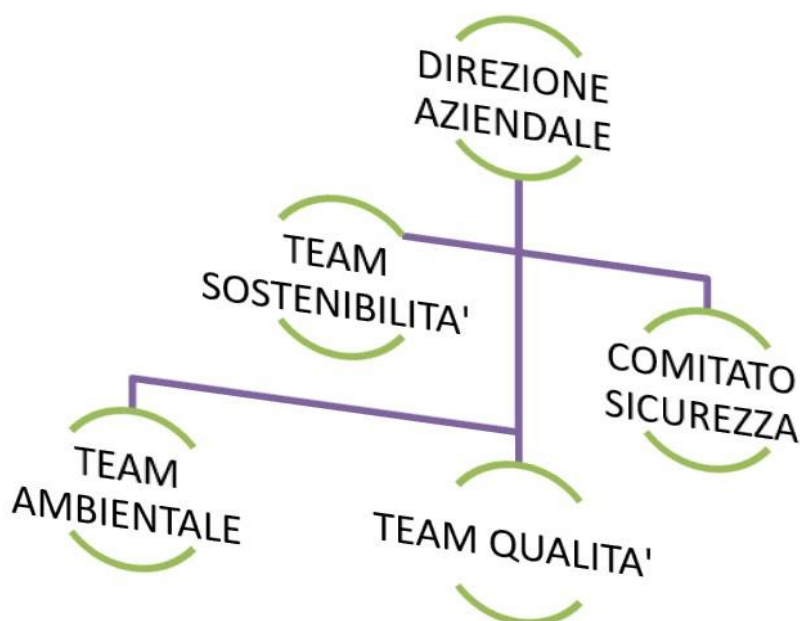 DIREZIONE
AZIENDALE
TEAM
SOSTENIBILITA'
COMITATO
SICUREZZA
TEAM
AMBIENTALE
TEAM QUALITA'